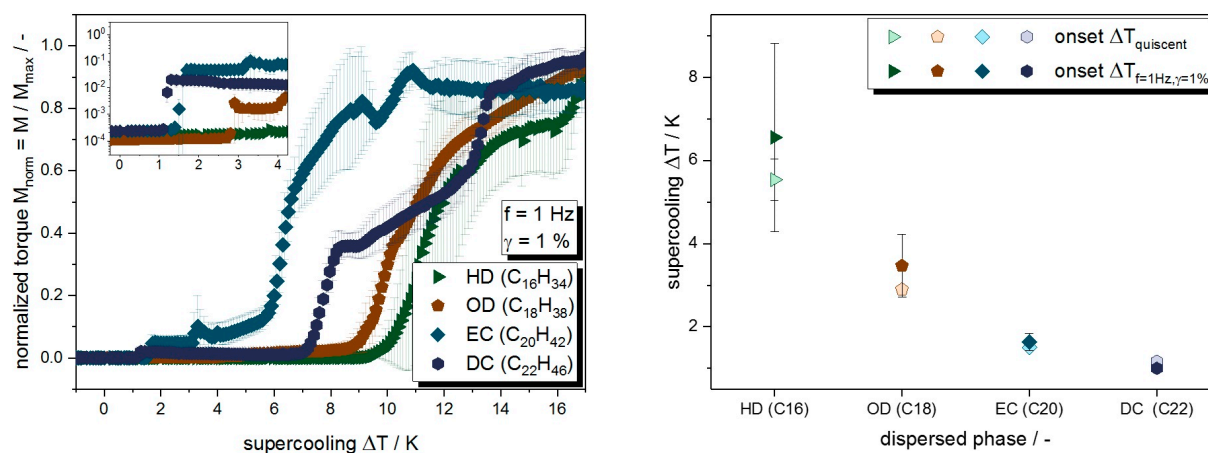 normalized torque M_norm = M / M_max / -
1.0
0.8
0.6
0.4
0.2
0.0
10⁰
10⁻¹
10⁻²
10⁻³
10⁻⁴
0 1 2 3 4
f = 1 Hz
γ = 1 %
HD (C₁₆H₃₄)
OD (C₁₈H₃₈)
EC (C₂₀H₄₂)
DC (C₂₂H₄₆)
0 2 4 6 8 10 12 14 16
supercooling ΔT / K
supercooling ΔT / K
8
6
4
2
onset ΔT_quiscent
onset ΔT_f=1Hz,γ=1%
HD (C16) OD (C18) EC (C20) DC (C22)
dispersed phase / -